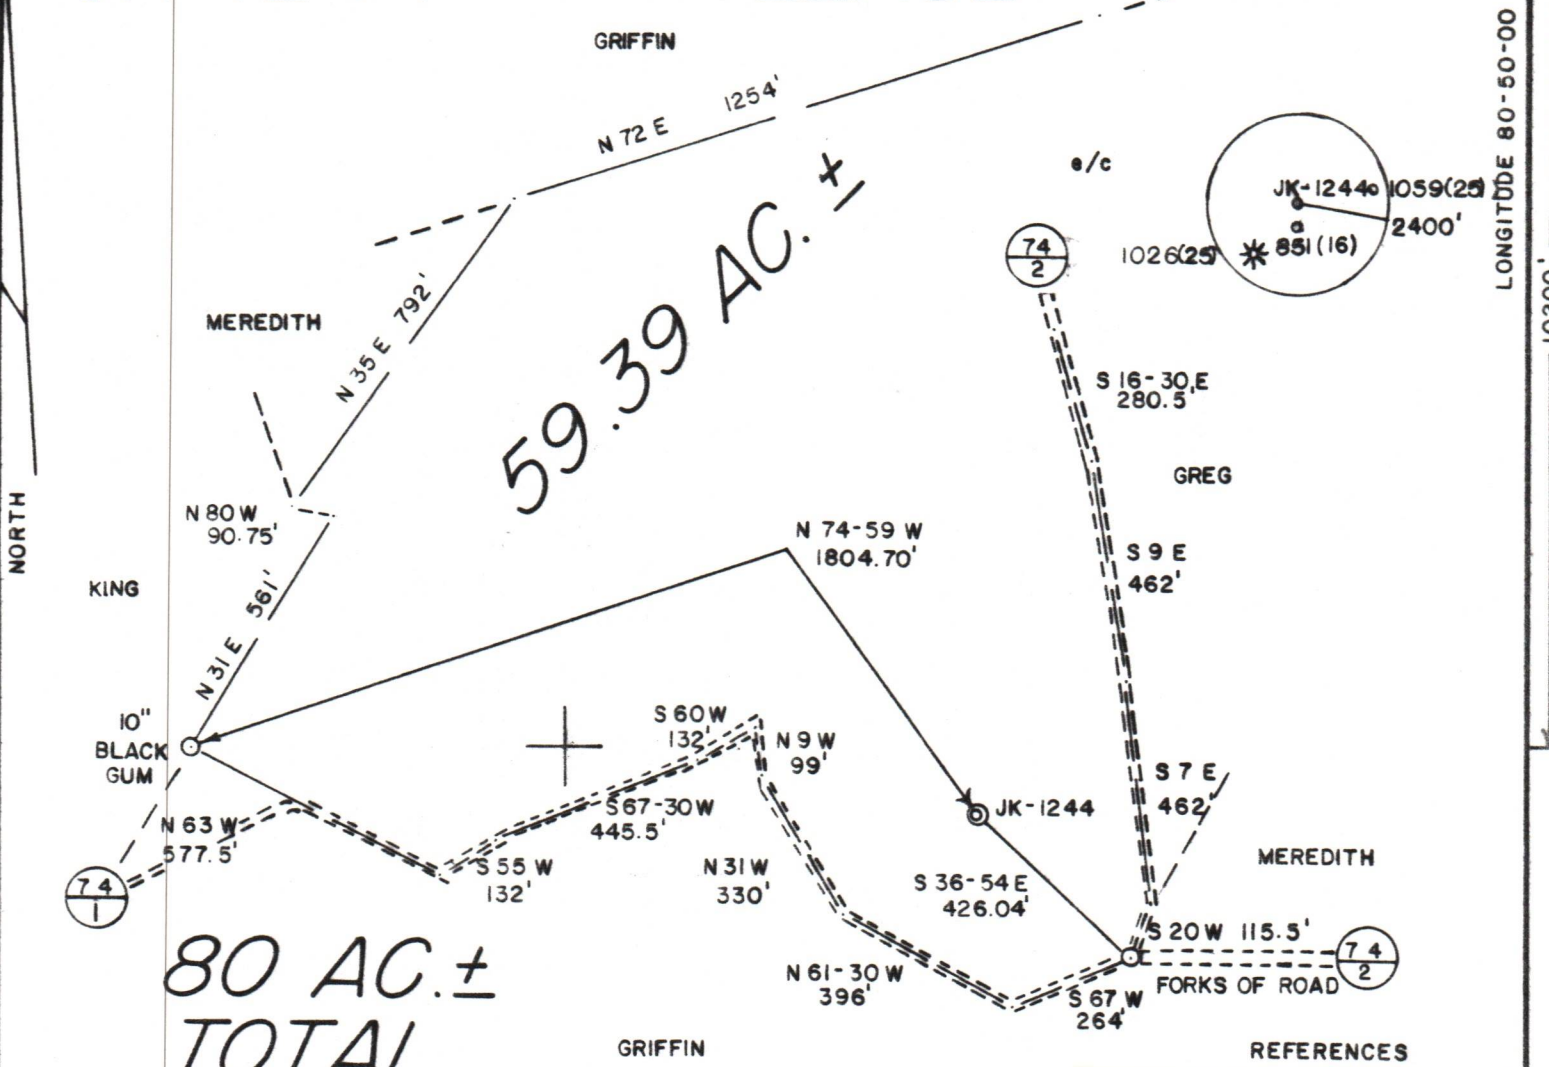 GRIFFIN
1254'
N 72 E
LONGITUDE 80-50-00
e/c
JK-1244 1059(25)
2400'
851(16)
1026(25)
74
2
59.39 AC. ±
N 35 E 792'
MEREDITH
S 16-30 E
280.5'
GREG
N 80 W
90.75'
NORTH
N 74-59 W
1804.70'
S 9 E
462'
KING
N 31 E 561'
10"
BLACK
GUM
S 60 W
132'
N 9 W
99'
S 7 E
462'
JK-1244
S 67-30 W
445.5'
N 63 W
577.5'
S 55 W
132'
N 31 W
330'
S 36-54 E
426.04'
MEREDITH
74
1
S 20 W 115.5'
74
2
FORKS OF ROAD
80 AC. ±
TOTAL
N 61-30 W
396'
S 67 W
264'
GRIFFIN
REFERENCES